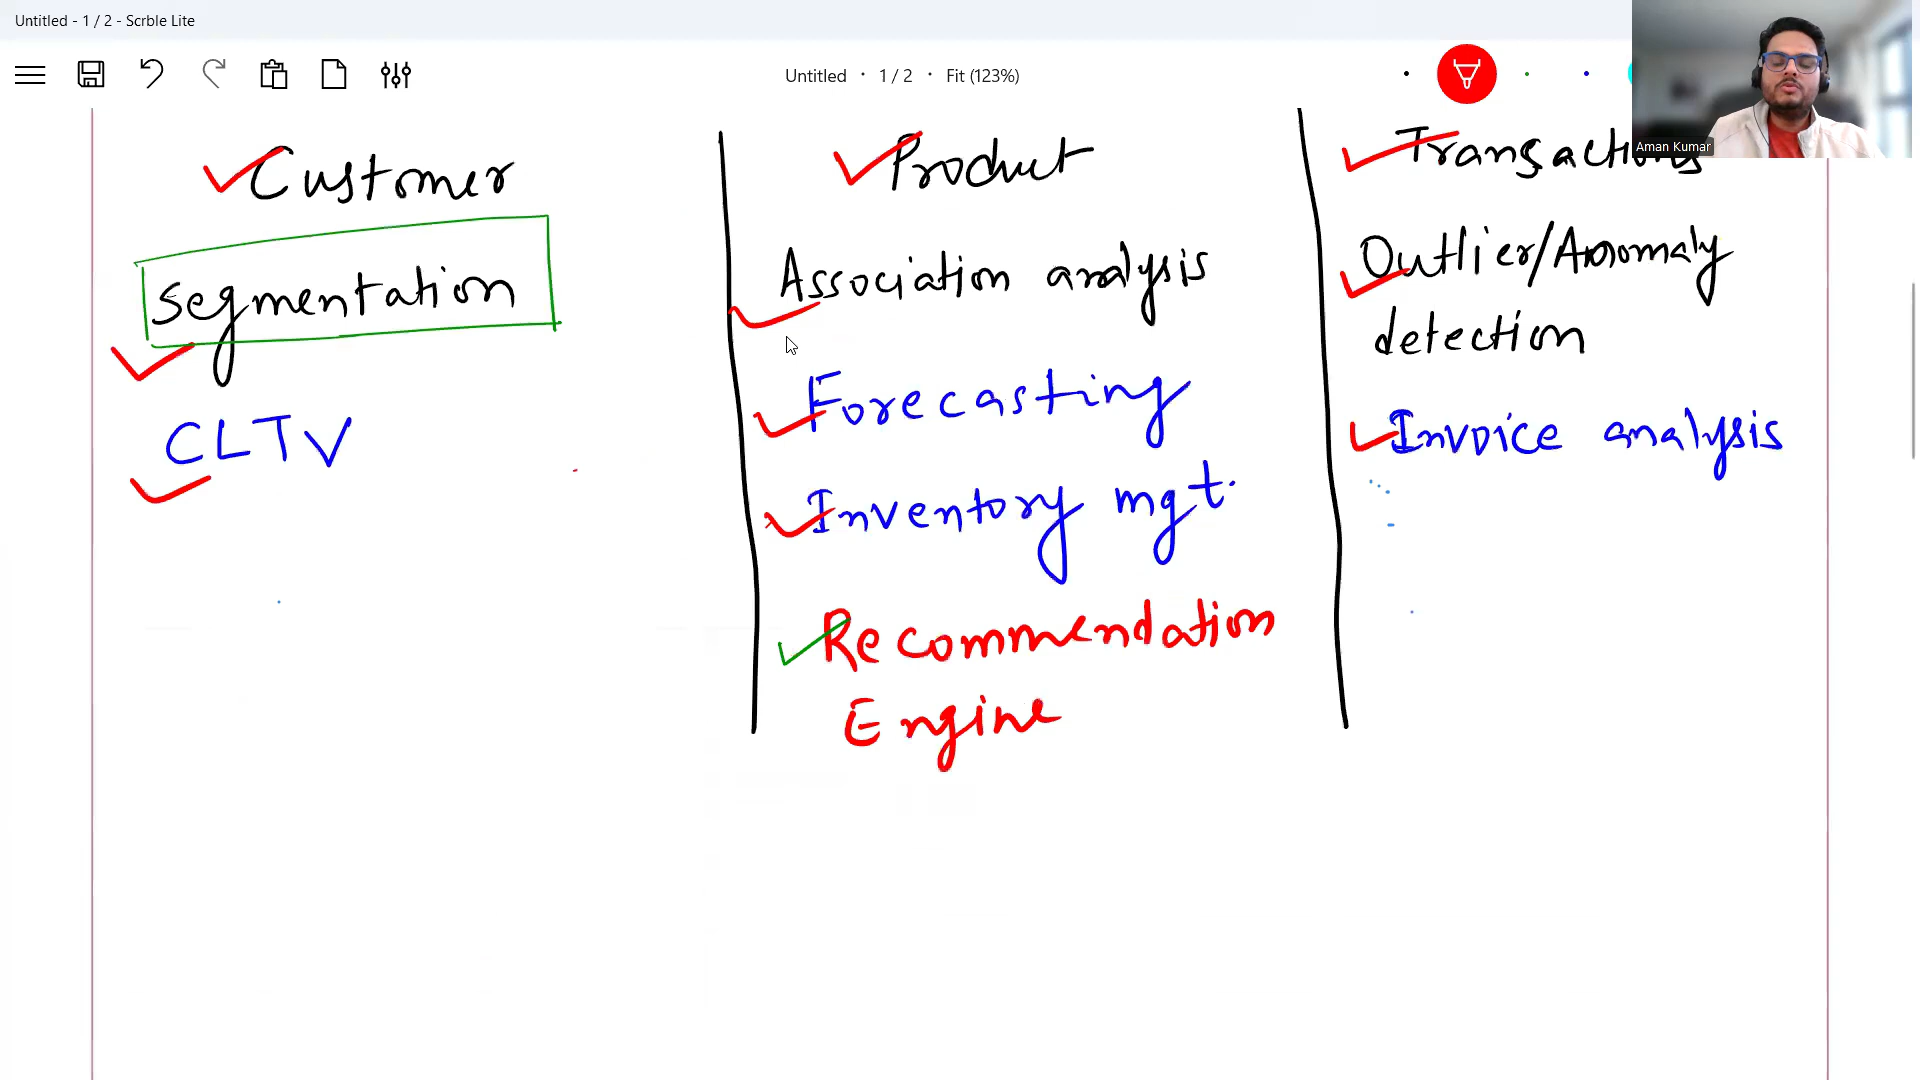 Untitled - 1 / 2 - Scrble Lite
Untitled • 1 / 2 • Fit (123%)
Aman Kumar
Customer
Segmentation
CLTV
Product
Association analysis
Forecasting
Inventory mgt.
Recommendation
Engine
Transactions
Outlier/Anomaly
detection
Invoice analysis